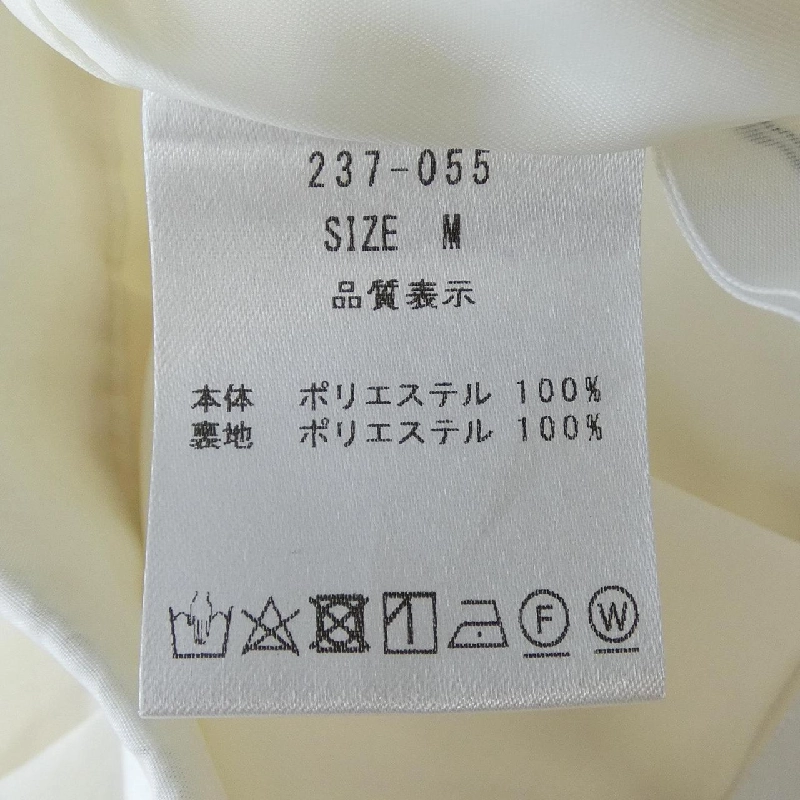 237-055
SIZE M
品質表示
本体 ポリエステル 100%
裏地 ポリエステル 100%
F W